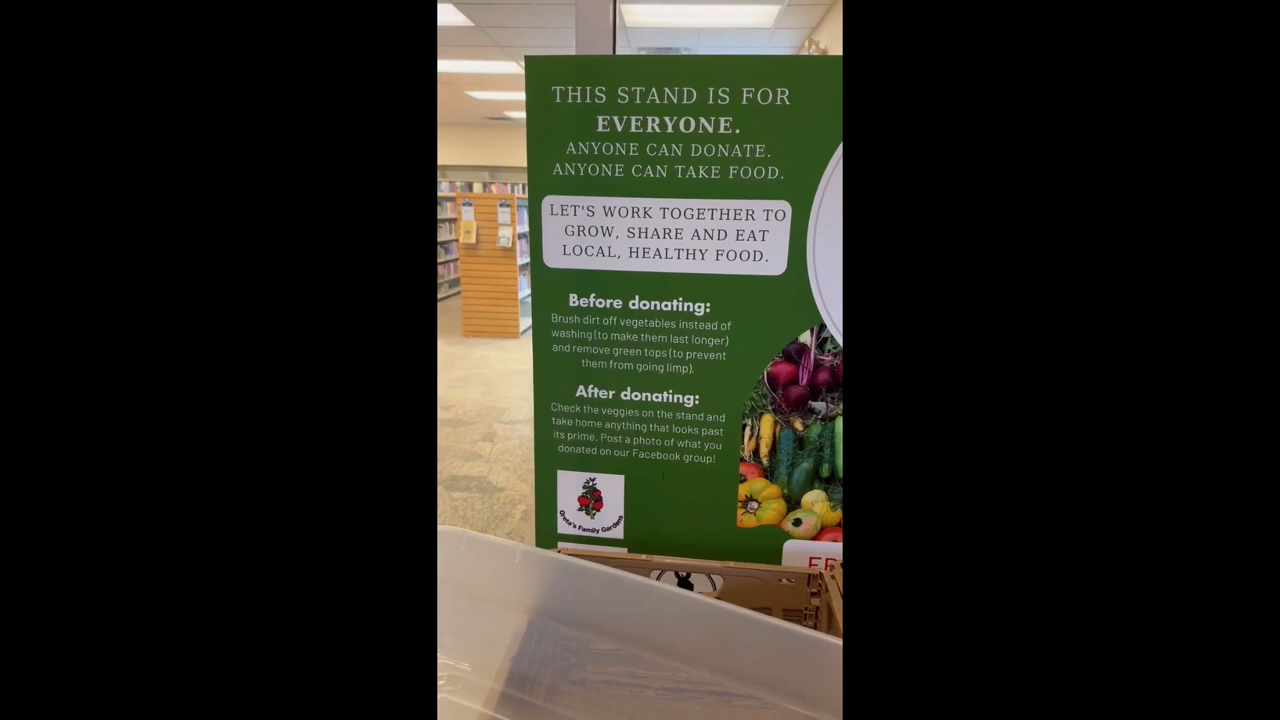 THIS STAND IS FOR
EVERYONE.
ANYONE CAN DONATE.
ANYONE CAN TAKE FOOD.
LET'S WORK TOGETHER TO
GROW, SHARE AND EAT
LOCAL, HEALTHY FOOD.
Before donating:
Brush dirt off vegetables instead of
washing (to make them last longer)
and remove green tops (to prevent
them from going limp).
After donating:
Check the veggies on the stand and
take home anything that looks past
its prime. Post a photo of what you
donated on our Facebook group!
Greta's Family Gardens